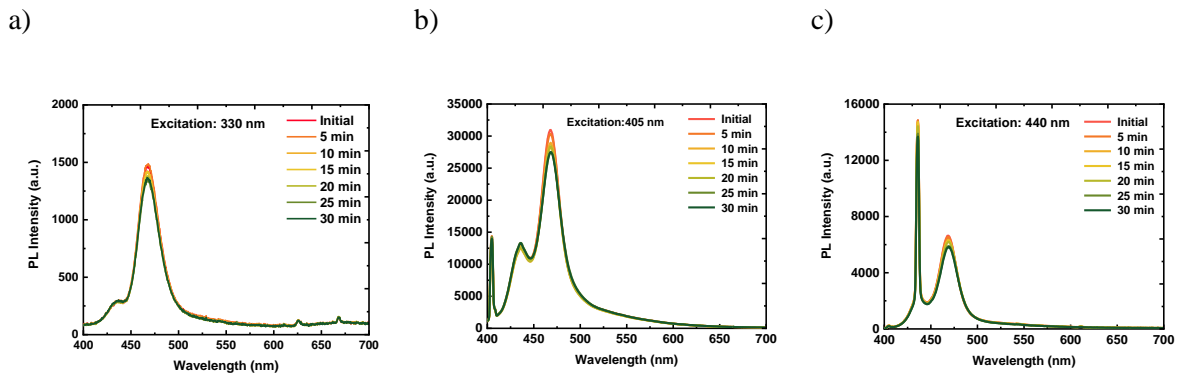 a)
b)
c)
2000
1500
1000
500
0
400 450 500 550 600 650 700
PL Intensity (a.u.)
Wavelength (nm)
Excitation: 330 nm
Initial
5 min
10 min
15 min
20 min
25 min
30 min
35000
30000
25000
20000
15000
10000
5000
0
400 450 500 550 600 650 700
PL Intensity (a.u.)
Wavelength (nm)
Excitation:405 nm
Initial
5 min
10 min
15 min
20 min
25 min
30 min
16000
12000
8000
4000
0
400 450 500 550 600 650 700
PL Intensity (a.u.)
Wavelength (nm)
Excitation: 440 nm
Initial
5 min
10 min
15 min
20 min
25 min
30 min